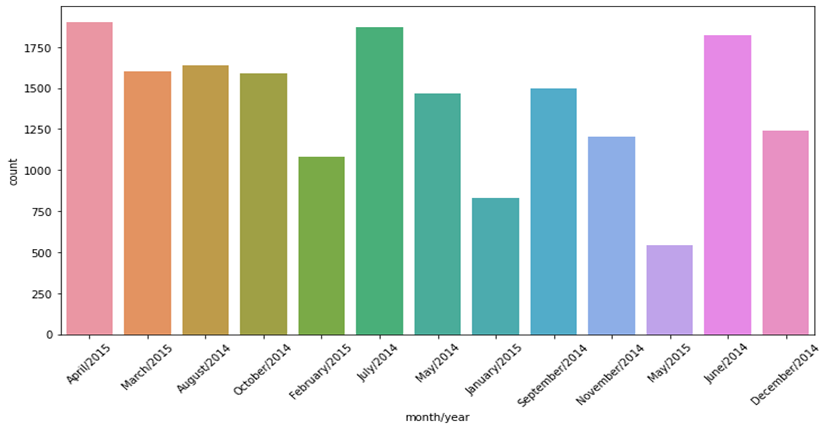 1750
1500
1250
1000
750
500
250
0
count
April/2015
March/2015
August/2014
October/2014
February/2015
July/2014
May/2014
January/2015
September/2014
November/2014
May/2015
June/2014
December/2014
month/year